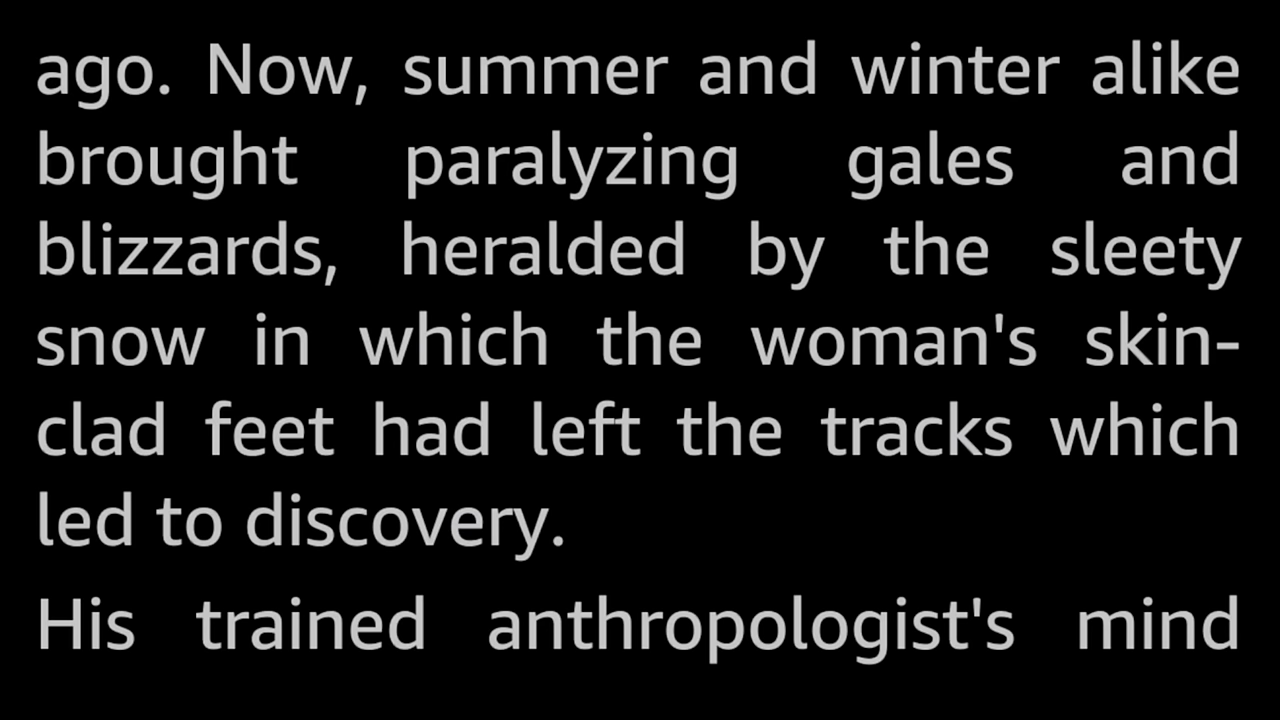 ago. Now, summer and winter alike
brought paralyzing gales and
blizzards, heralded by the sleety
snow in which the woman's skin-
clad feet had left the tracks which
led to discovery.
His trained anthropologist's mind